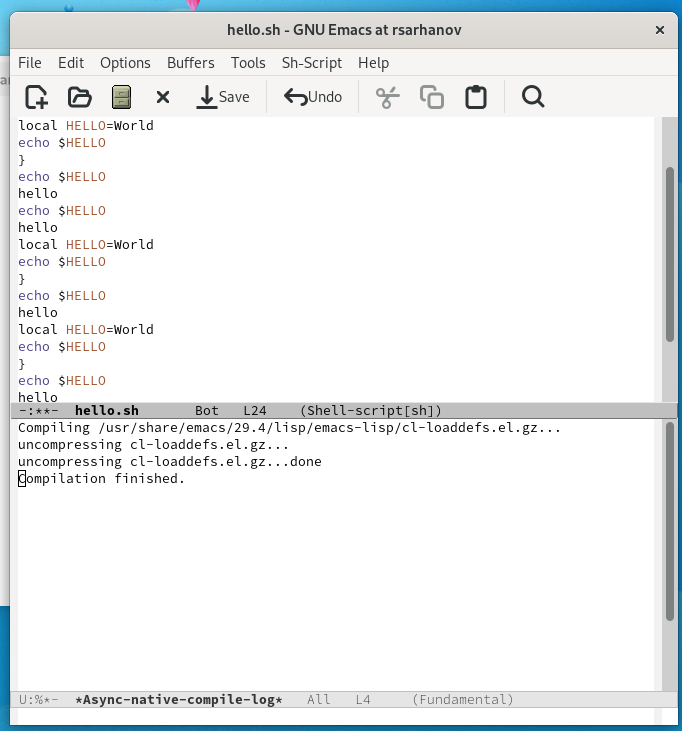 hello.sh - GNU Emacs at rsarhanov
File Edit Options Buffers Tools Sh-Script Help
Save Undo
local HELLO=World
echo $HELLO
}
echo $HELLO
hello
echo $HELLO
hello
local HELLO=World
echo $HELLO
}
echo $HELLO
hello
local HELLO=World
echo $HELLO
}
echo $HELLO
hello
-:**- hello.sh Bot L24 (Shell-script[sh])
Compiling /usr/share/emacs/29.4/lisp/emacs-lisp/cl-loaddefs.el.gz...
uncompressing cl-loaddefs.el.gz...
uncompressing cl-loaddefs.el.gz...done
Compilation finished.
U:%*- *Async-native-compile-log* All L4 (Fundamental)